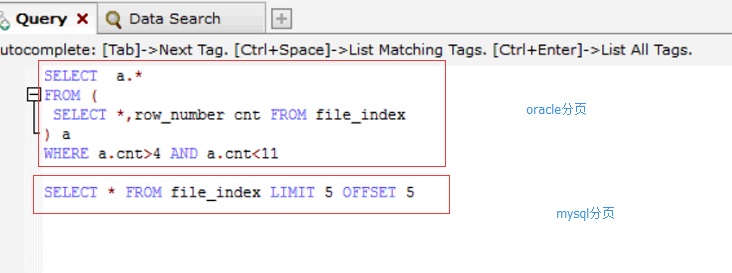 Query
Data Search
utocomplete: [Tab]->Next Tag. [Ctrl+Space]->List Matching Tags. [Ctrl+Enter]->List All Tags.
SELECT a.*
FROM (
SELECT *,row_number cnt FROM file_index
) a
WHERE a.cnt>4 AND a.cnt<11
oracle分页
SELECT * FROM file_index LIMIT 5 OFFSET 5
mysql分页